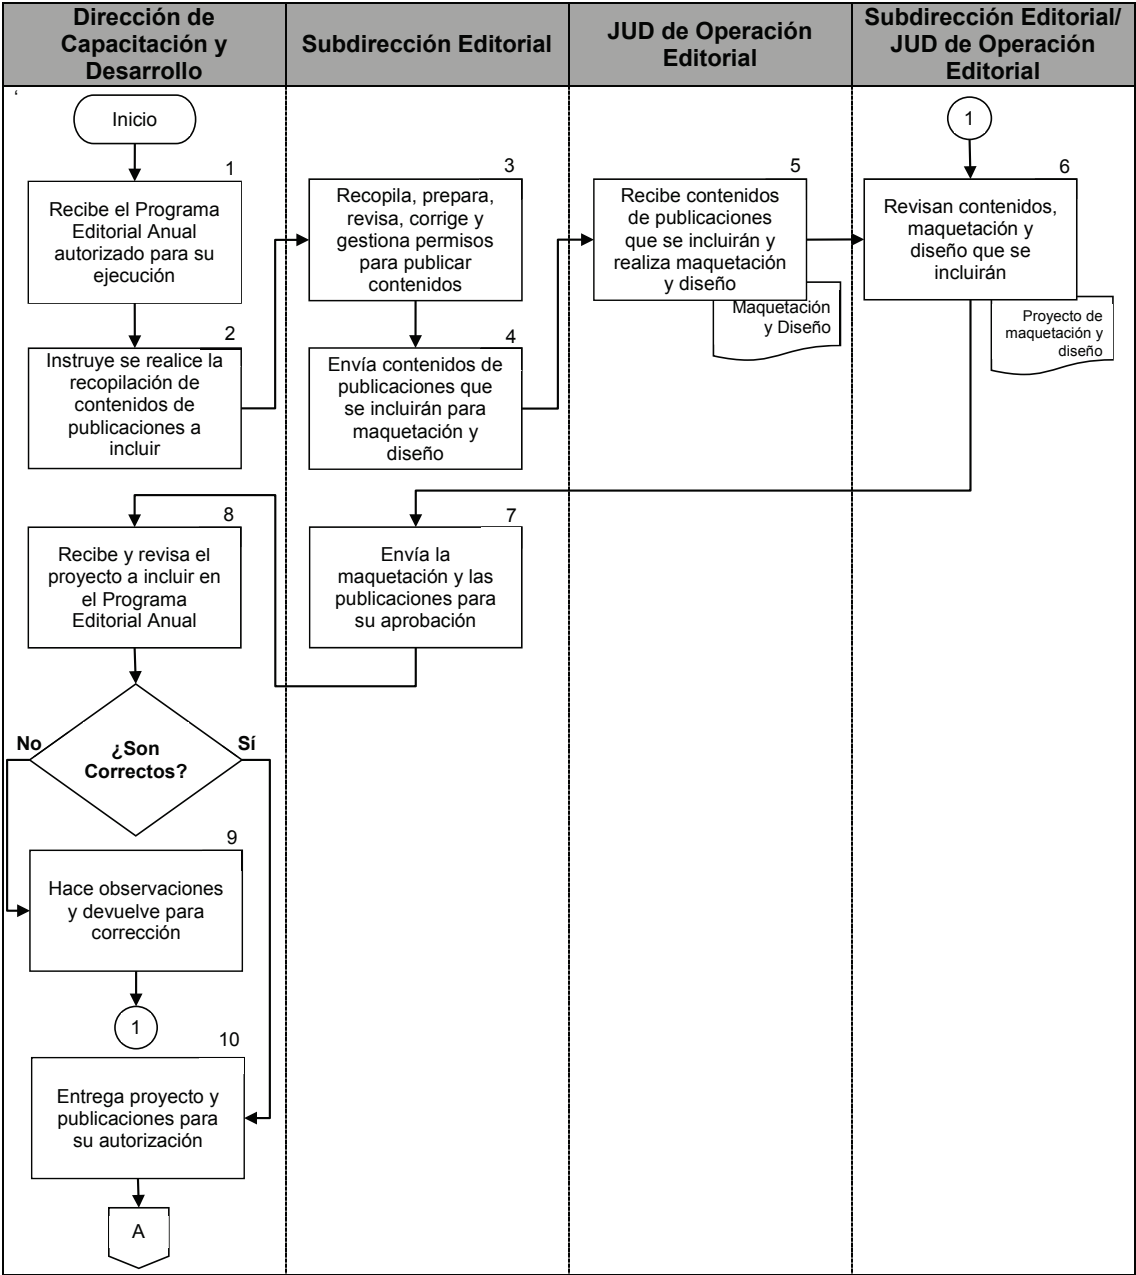 Dirección de
Capacitación y
Desarrollo
Subdirección Editorial
JUD de Operación
Editorial
Subdirección Editorial/
JUD de Operación
Editorial
Inicio
1
1
Recibe el Programa
Editorial Anual
autorizado para su
ejecución
2
Instruye se realice la
recopilación de
contenidos de
publicaciones a
incluir
3
Recopila, prepara,
revisa, corrige y
gestiona permisos
para publicar
contenidos
4
Envía contenidos de
publicaciones que
se incluirán para
maquetación y
diseño
5
Recibe contenidos
de publicaciones
que se incluirán y
realiza maquetación
y diseño
Maquetación
y Diseño
6
Revisan contenidos,
maquetación y
diseño que se
incluirán
Proyecto de
maquetación y
diseño
7
Envía la
maquetación y las
publicaciones para
su aprobación
8
Recibe y revisa el
proyecto a incluir en
el Programa
Editorial Anual
No
¿Son
Correctos?
Sí
9
Hace observaciones
y devuelve para
corrección
1
10
Entrega proyecto y
publicaciones para
su autorización
A